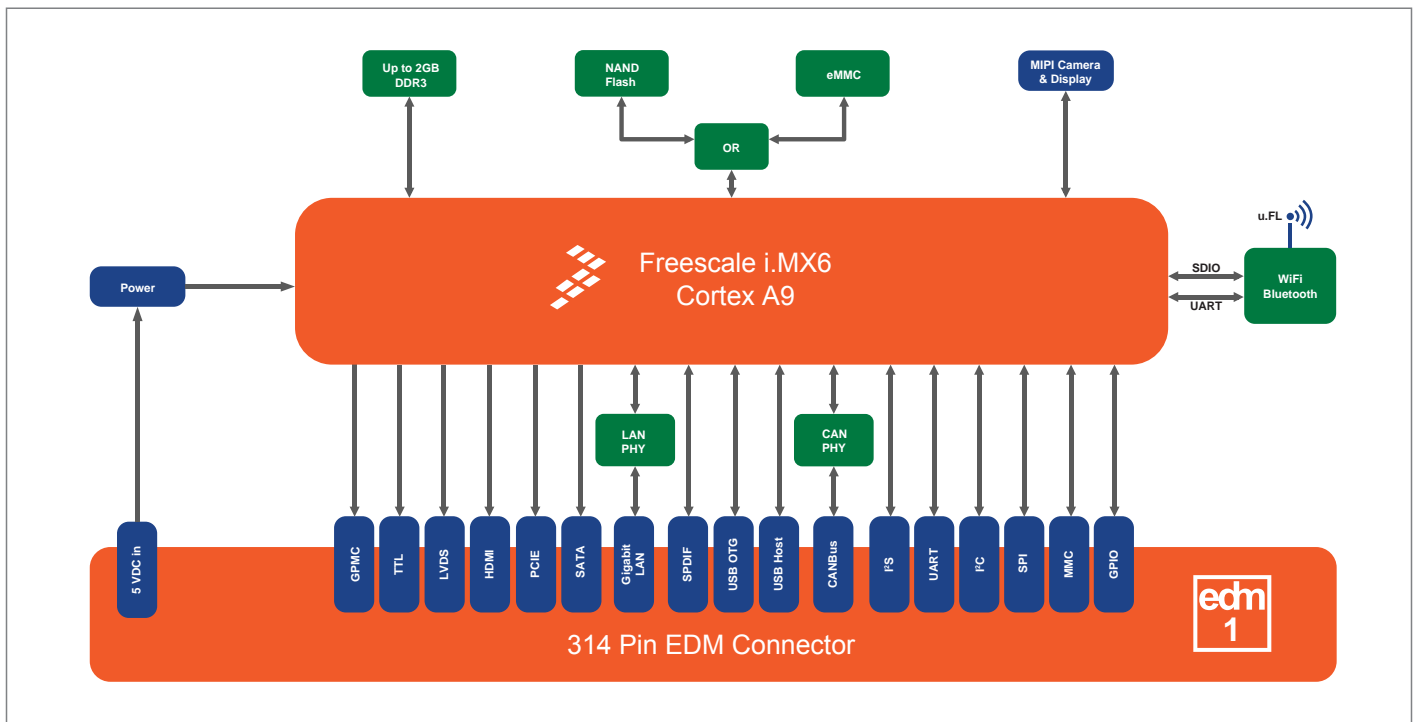 Up to 2GB
DDR3
NAND
Flash
eMMC
MIPI Camera
& Display
OR
u.FL
Freescale i.MX6
Cortex A9
SDIO
UART
WiFi
Bluetooth
Power
LAN
PHY
CAN
PHY
5 VDC in
GPMC
TTL
LVDS
HDMI
PCIE
SATA
Gigabit
LAN
SPDIF
USB OTG
USB Host
CANBus
I²S
UART
I²C
SPI
MMC
GPIO
edm
1
314 Pin EDM Connector